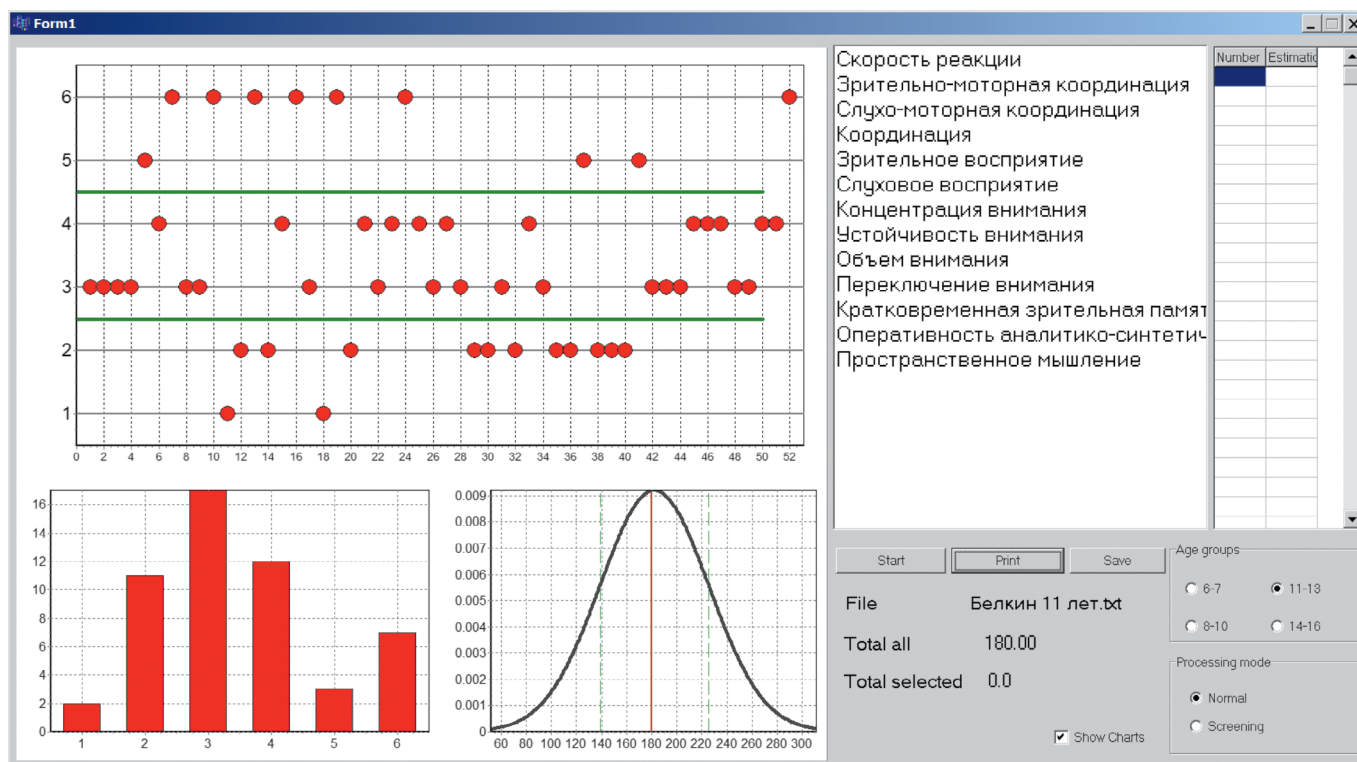 Form1
6
5
4
3
2
1
0 2 4 6 8 10 12 14 16 18 20 22 24 26 28 30 32 34 36 38 40 42 44 46 48 50 52
16
14
12
10
8
6
4
2
0
1 2 3 4 5 6
0.009
0.008
0.007
0.006
0.005
0.004
0.003
0.002
0.001
0
60 80 100 120 140 160 180 200 220 240 260 280 300
Скорость реакции
Зрительно-моторная координация
Слухо-моторная координация
Координация
Зрительное восприятие
Слуховое восприятие
Концентрация внимания
Устойчивость внимания
Объем внимания
Переключение внимания
Кратковременная зрительная памят
Оперативность аналитико-синтетич
Пространственное мышление
Number Estimatic
Start Print Save
File Белкин 11 лет.txt
Total all 180.00
Total selected 0.0
Show Charts
Age groups
6-7 11-13
8-10 14-16
Processing mode
Normal
Screening